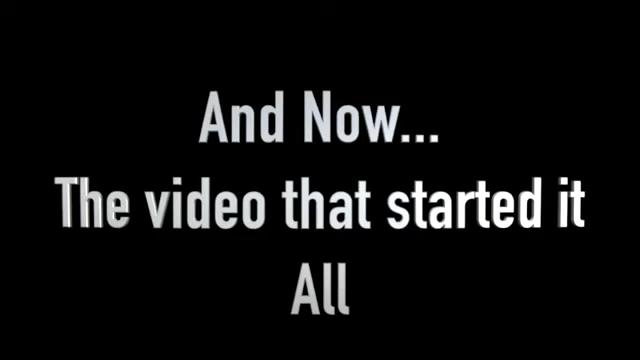 And Now...
The video that started it
All